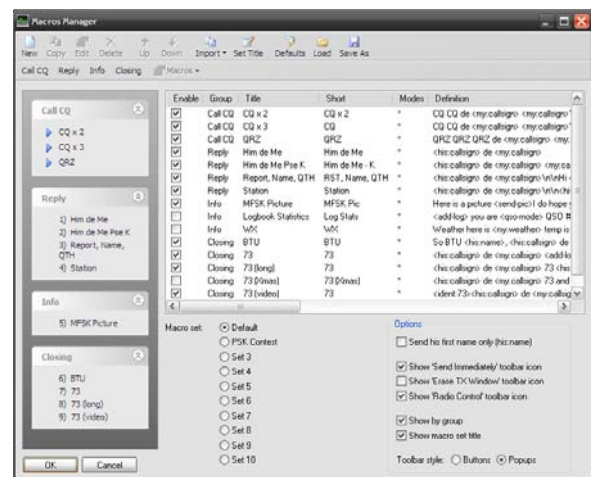 Macros Manager
New Copy Edit Delete Up Down Import Set Title Defaults Load Save As
Call CQ Reply Info Closing Macros
Call CQ
CQ x 2
CQ x 3
QRZ
Reply
1) Him de Me
2) Him de Me Pse K
3) Report, Name, QTH
4) Station
Info
5) MFSK Picture
Closing
6) BTU
7) 73
8) 73 (long)
9) 73 (video)
OK Cancel
Enable Group Title Short Modes Definition
Call CQ CQ x 2 CQ x 2 * CQ CQ de <my:callsign> <my:callsign>
Call CQ CQ x 3 CQ * CQ CQ de <my:callsign> <my:callsign>
Call CQ QRZ QRZ * QRZ QRZ QRZ de <my:callsign> <my:
Reply Him de Me Him de Me * <his:callsign> de <my:callsign>
Reply Him de Me Pse K Him de Me - K * <his:callsign> de <my:callsign> <my:ca
Reply Report, Name, QTH RST, Name, QTH * <his:callsign> de <my:callsign>\n\nHi
Reply Station Station * <his:callsign> de <my:callsign>\n\n
Info MFSK Picture MFSK Pic * Here is a picture <send-pic>I do hope
Info Logbook Statistics Log Stats * <add-log> you are <qso-mode> QSO #
Info WX WX * Weather here is <my:weather> temp is
Closing BTU BTU * So BTU <his:name>, <his:callsign> de
Closing 73 73 * <his:callsign> de <my:callsign> <add-lo
Closing 73 (long) 73 * <his:callsign> de <my:callsign> 73 <his
Closing 73 (Xmas) 73 (Xmas) * <his:callsign> de <my:callsign> 73 and
Closing 73 (video) 73 * <ident:73><his:callsign> de <my:callsig
Macro set:
Default
PSK Contest
Set 3
Set 4
Set 5
Set 6
Set 7
Set 8
Set 9
Set 10
Options
Send his first name only (his:name)
Show 'Send Immediately' toolbar icon
Show 'Erase TX Window' toolbar icon
Show 'Radio Control' toolbar icon
Show by group
Show macro set title
Toolbar style: Buttons Popups